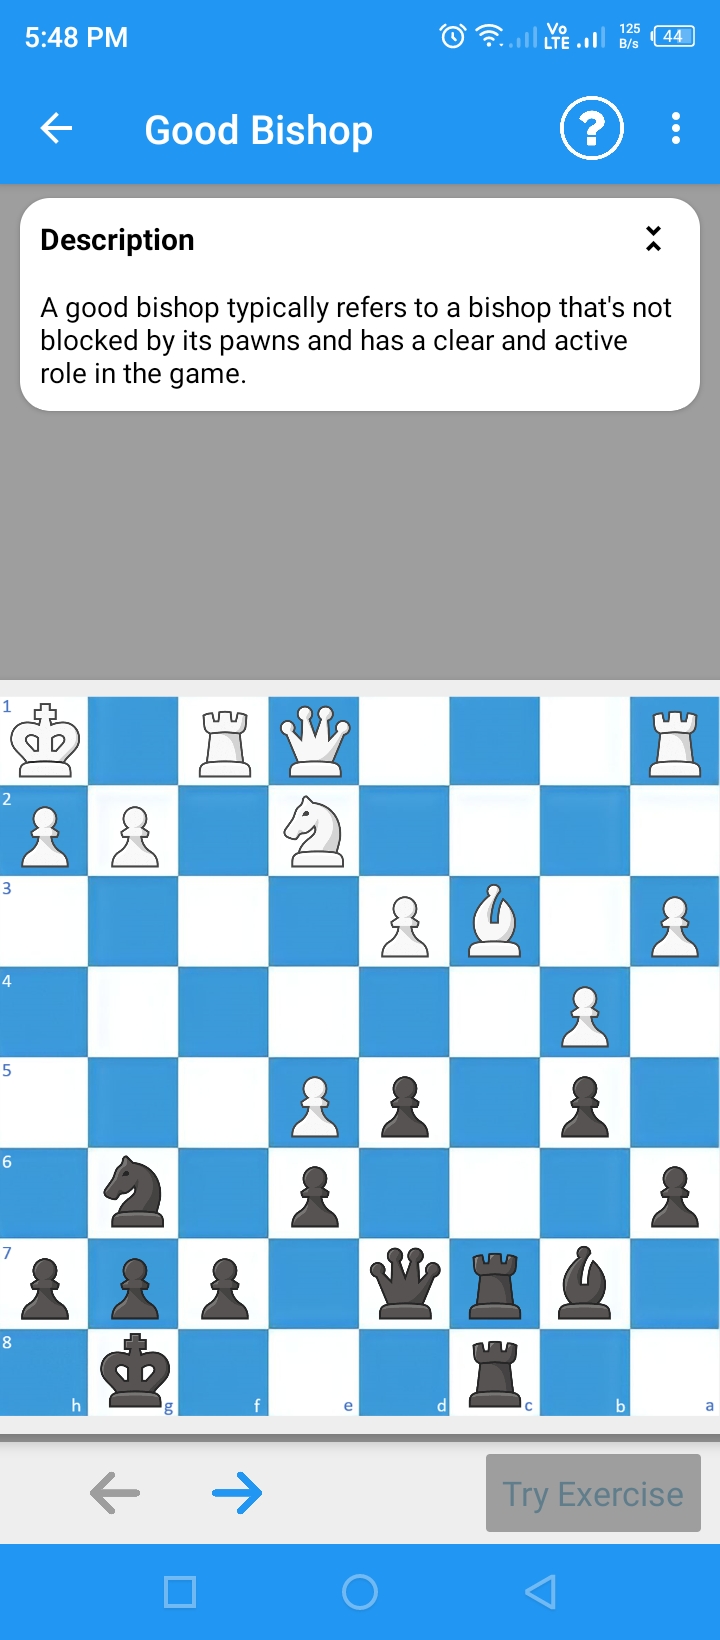 5:48 PM
Vo
LTE
125
B/s
44
Good Bishop
?
Description
A good bishop typically refers to a bishop that's not
blocked by its pawns and has a clear and active
role in the game.
1
2
3
4
5
6
7
8
h g f e d c b a
Try Exercise